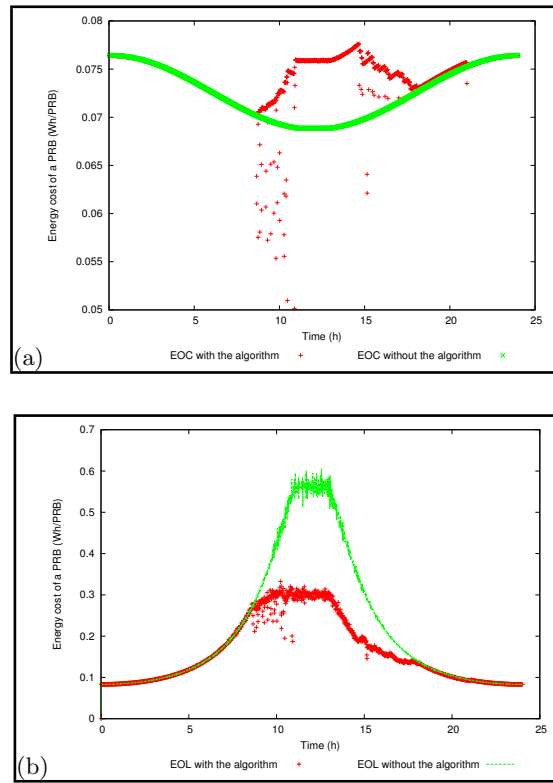 0.08
0.075
0.07
0.065
0.06
0.055
0.05
Energy cost of a PRB (Wh/PRB)
0 5 10 15 20 25
Time (h)
(a)
EOC with the algorithm EOC without the algorithm
0.7
0.6
0.5
0.4
0.3
0.2
0.1
0
Energy cost of a PRB (Wh/PRB)
0 5 10 15 20 25
Time (h)
(b)
EOL with the algorithm EOL without the algorithm